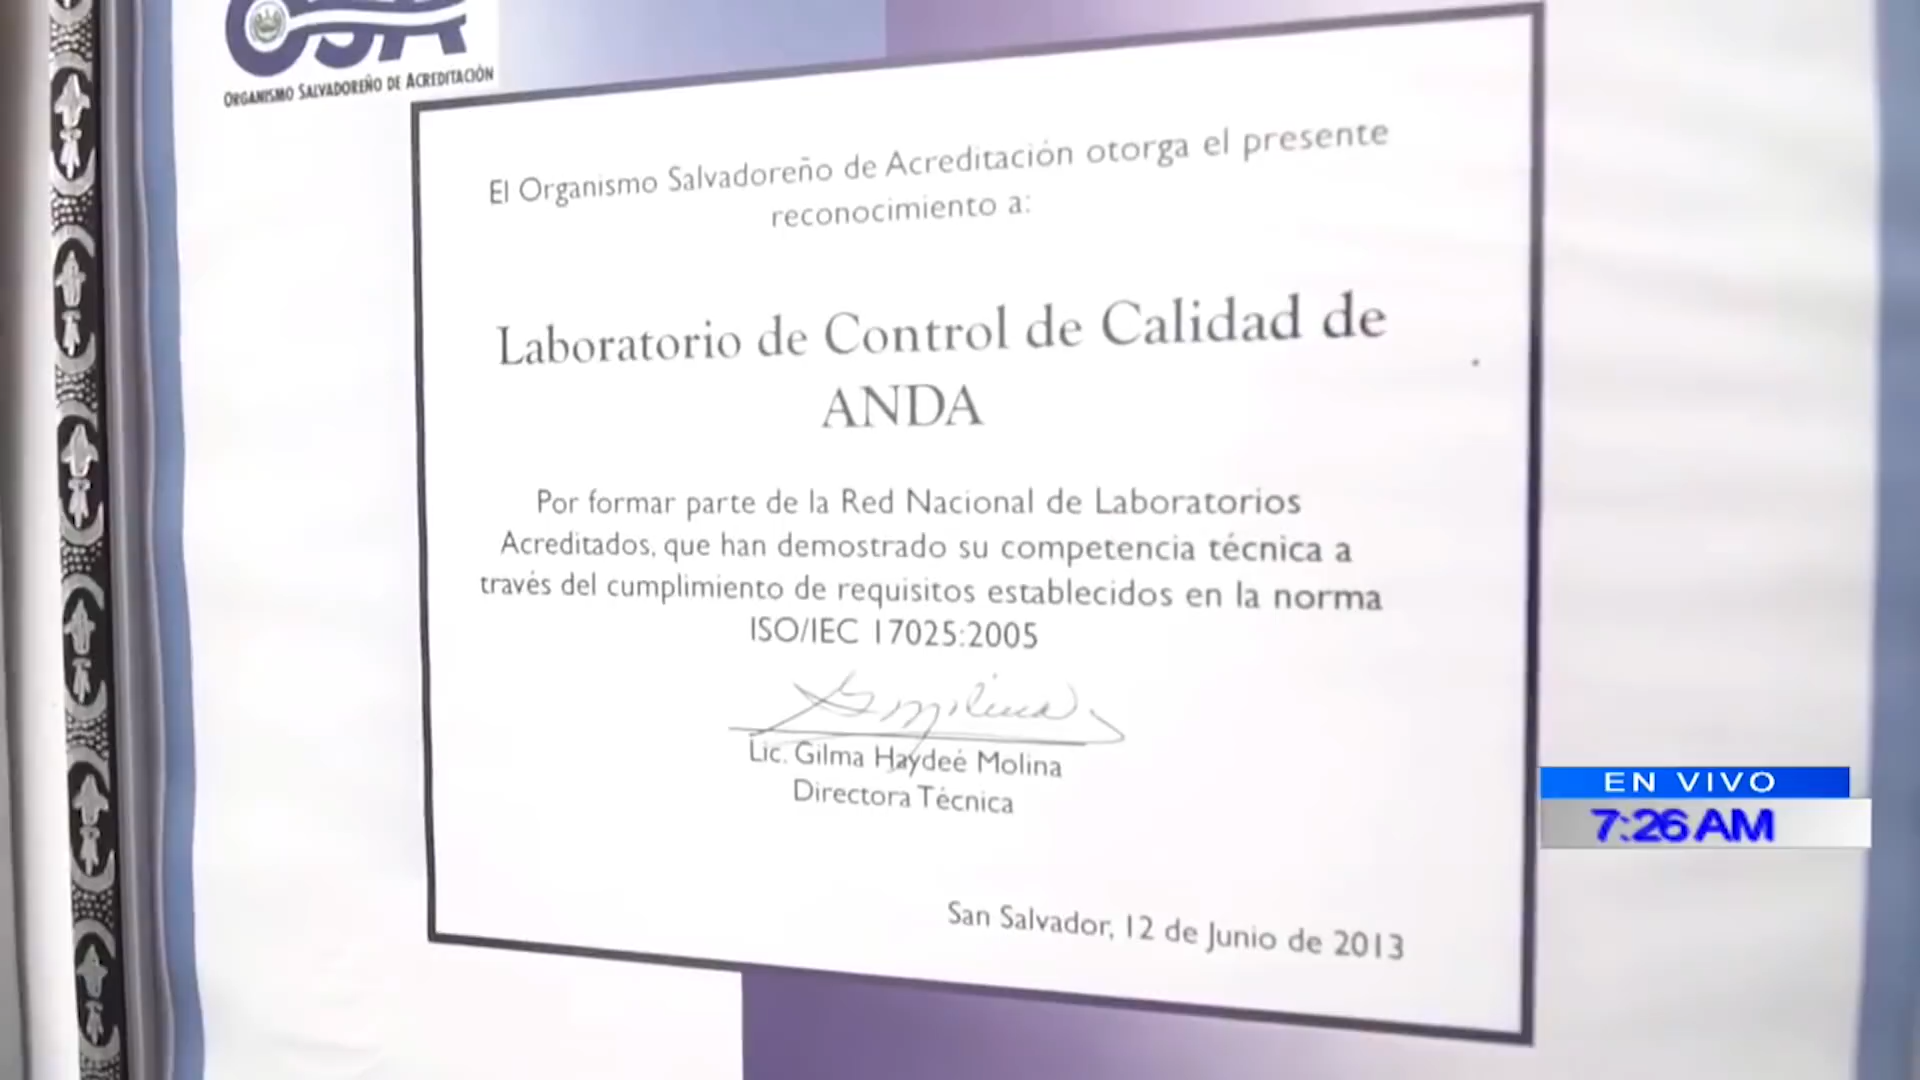 OSA
ORGANISMO SALVADOREÑO DE ACREDITACIÓN
El Organismo Salvadoreño de Acreditación otorga el presente
reconocimiento a:
Laboratorio de Control de Calidad de
ANDA
Por formar parte de la Red Nacional de Laboratorios
Acreditados, que han demostrado su competencia técnica a
través del cumplimiento de requisitos establecidos en la norma
ISO/IEC 17025:2005
Lic. Gilma Haydeé Molina
Directora Técnica
San Salvador, 12 de Junio de 2013
EN VIVO
7:26 AM